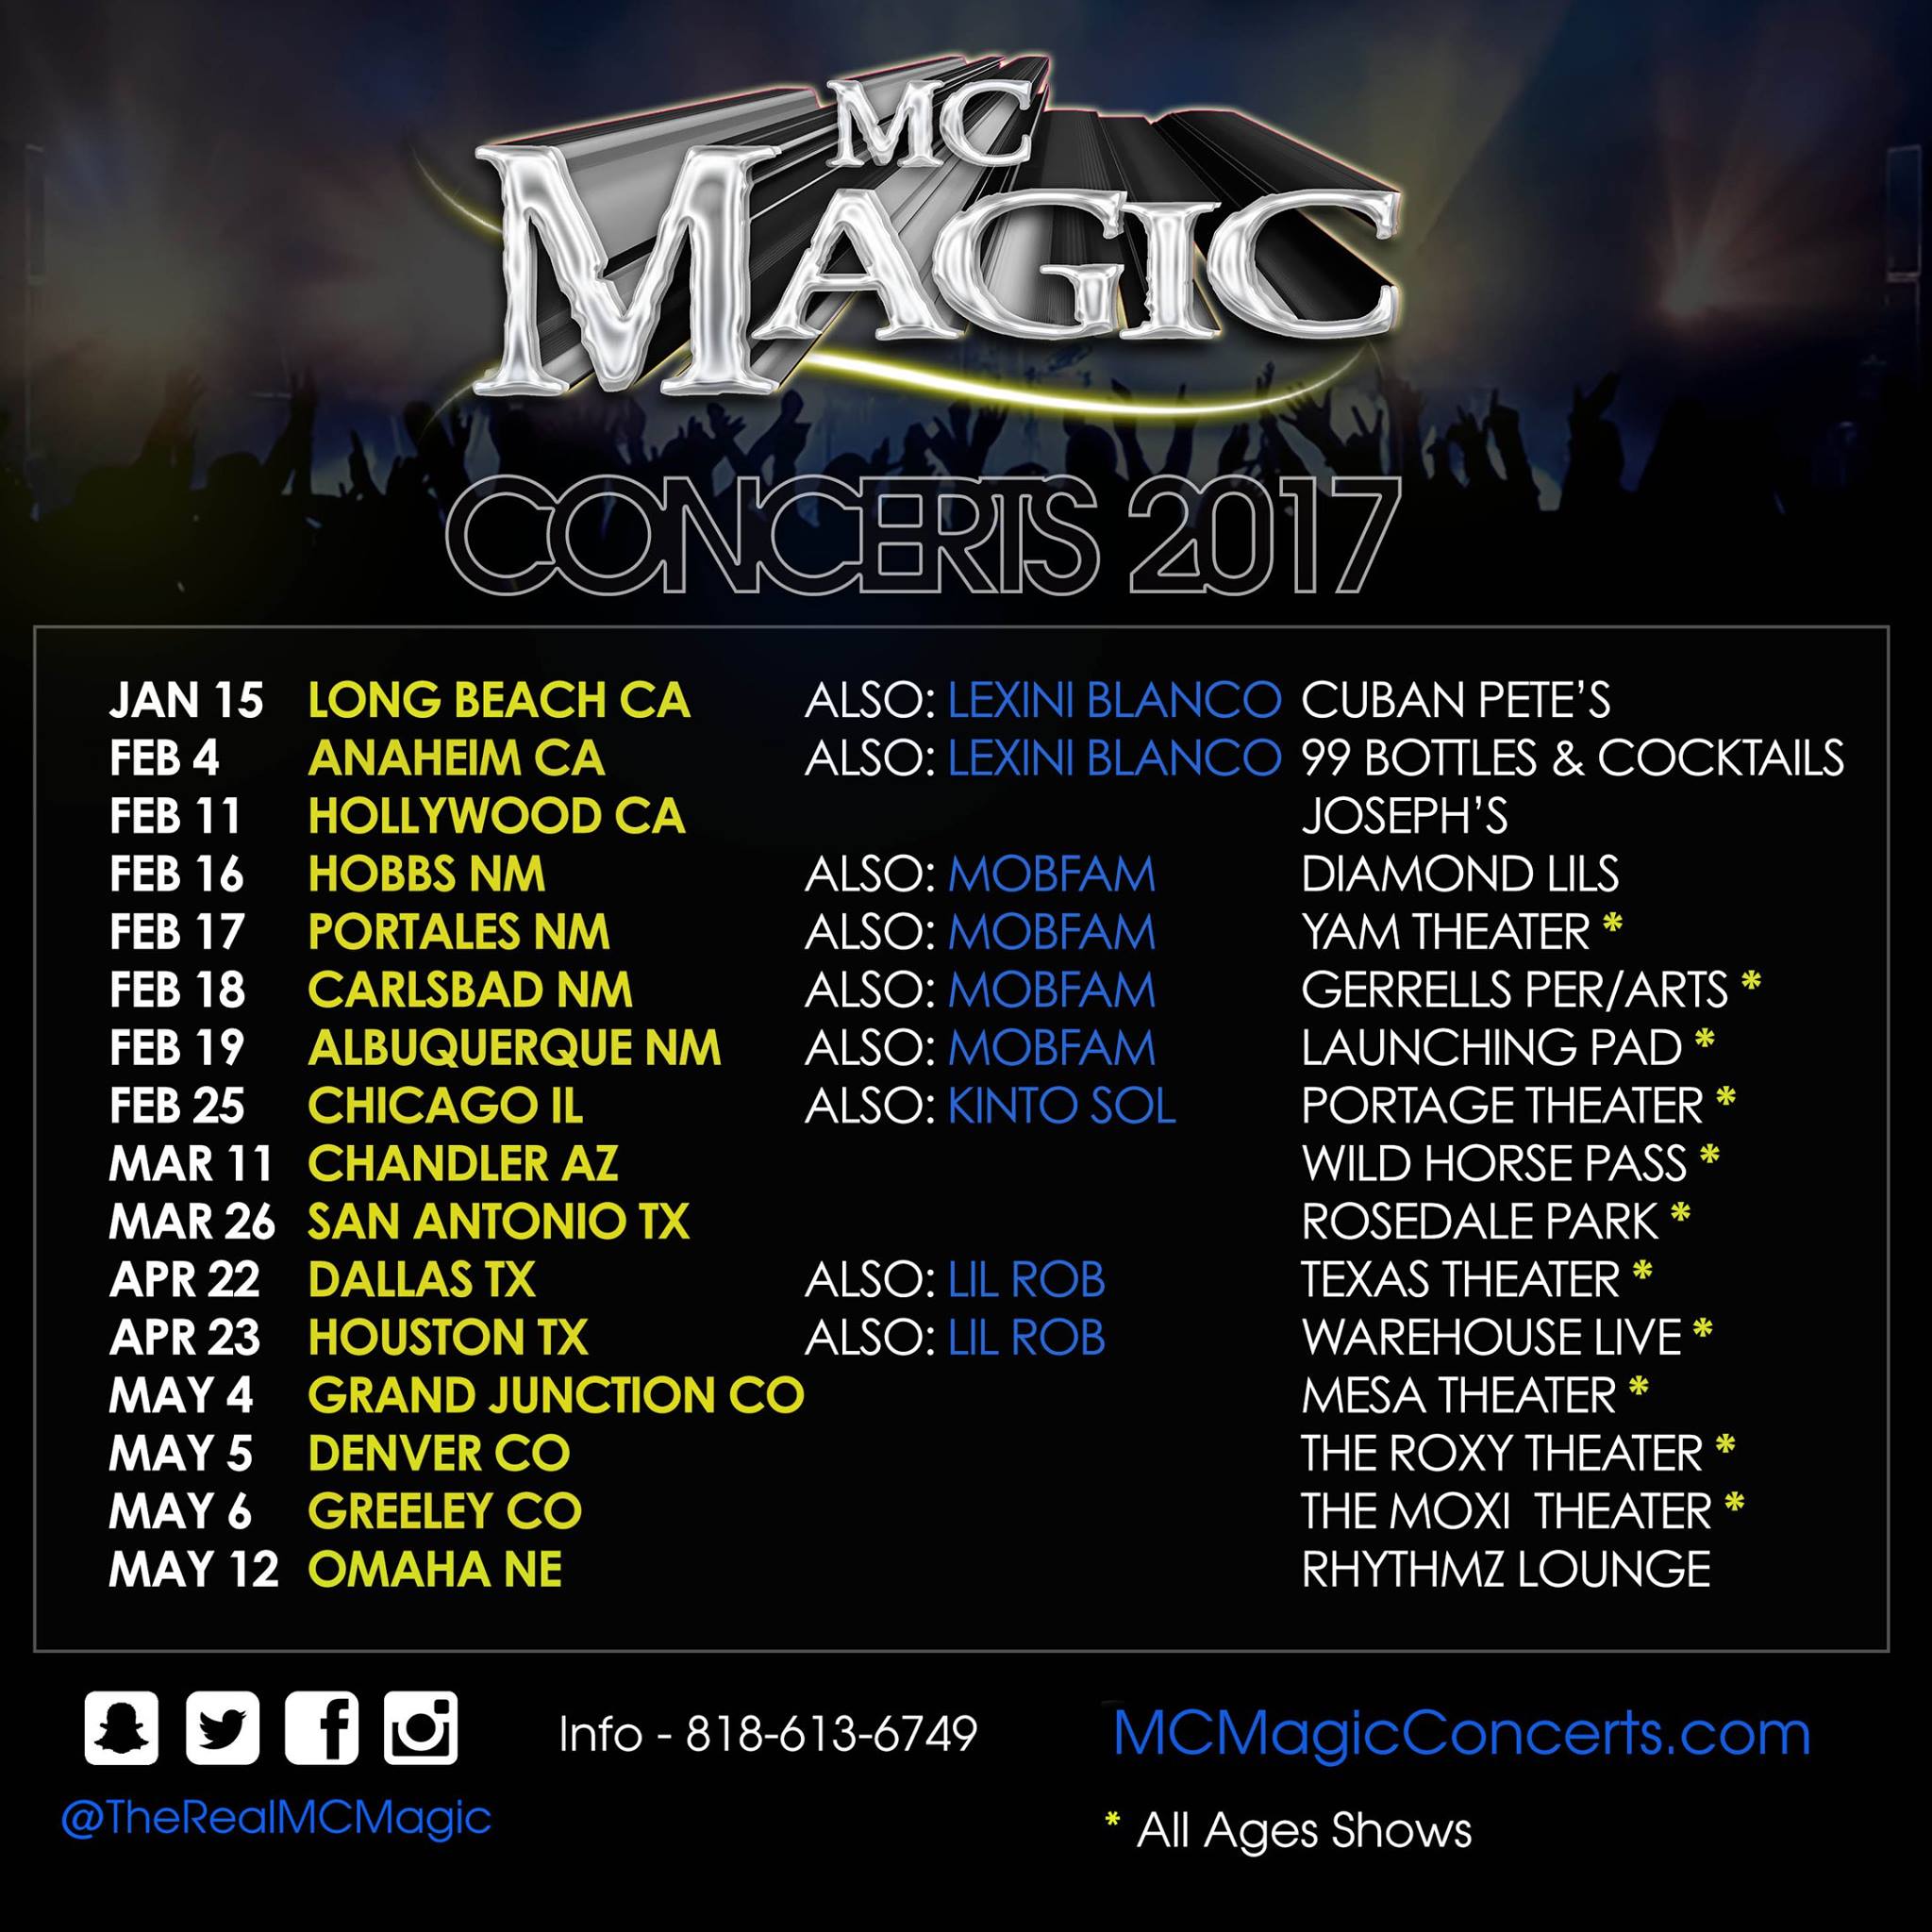 MC
MAGIC
CONCERTS 2017
JAN 15 LONG BEACH CA ALSO: LEXINI BLANCO CUBAN PETE'S
FEB 4 ANAHEIM CA ALSO: LEXINI BLANCO 99 BOTTLES & COCKTAILS
FEB 11 HOLLYWOOD CA JOSEPH'S
FEB 16 HOBBS NM ALSO: MOBFAM DIAMOND LILS
FEB 17 PORTALES NM ALSO: MOBFAM YAM THEATER *
FEB 18 CARLSBAD NM ALSO: MOBFAM GERRELLS PER/ARTS *
FEB 19 ALBUQUERQUE NM ALSO: MOBFAM LAUNCHING PAD *
FEB 25 CHICAGO IL ALSO: KINTO SOL PORTAGE THEATER *
MAR 11 CHANDLER AZ WILD HORSE PASS *
MAR 26 SAN ANTONIO TX ROSEDALE PARK *
APR 22 DALLAS TX ALSO: LIL ROB TEXAS THEATER *
APR 23 HOUSTON TX ALSO: LIL ROB WAREHOUSE LIVE *
MAY 4 GRAND JUNCTION CO MESA THEATER *
MAY 5 DENVER CO THE ROXY THEATER *
MAY 6 GREELEY CO THE MOXI THEATER *
MAY 12 OMAHA NE RHYTHMZ LOUNGE
Info - 818-613-6749 MCMagicConcerts.com
@TheRealMCMagic
* All Ages Shows